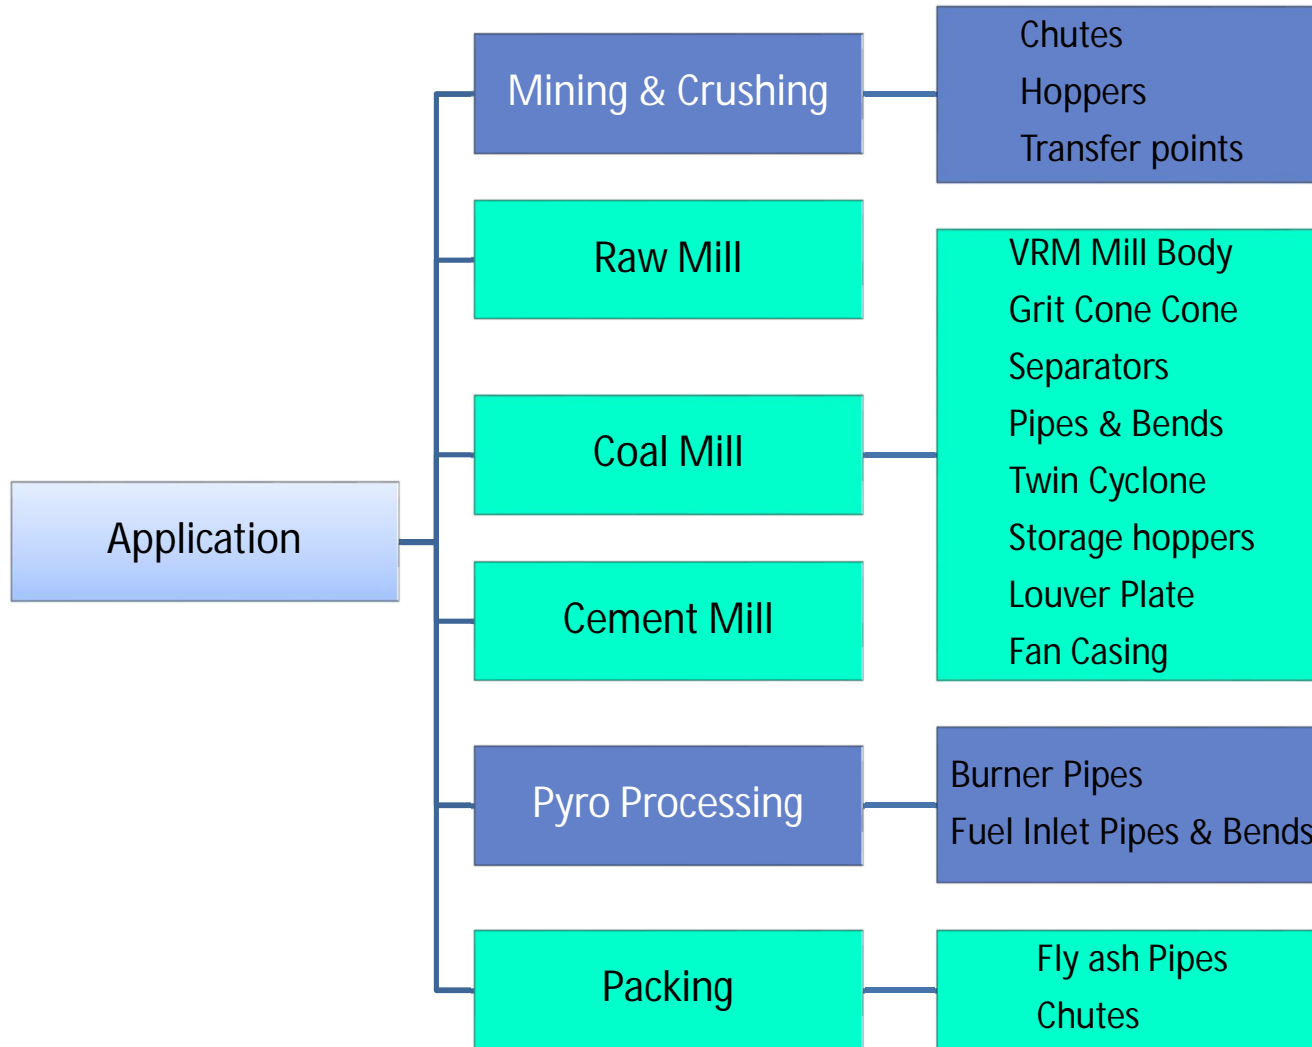 Application
Mining & Crushing
Chutes
Hoppers
Transfer points
Raw Mill
Coal Mill
Cement Mill
VRM Mill Body
Grit Cone Cone
Separators
Pipes & Bends
Twin Cyclone
Storage hoppers
Louver Plate
Fan Casing
Pyro Processing
Burner Pipes
Fuel Inlet Pipes & Bends
Packing
Fly ash Pipes
Chutes